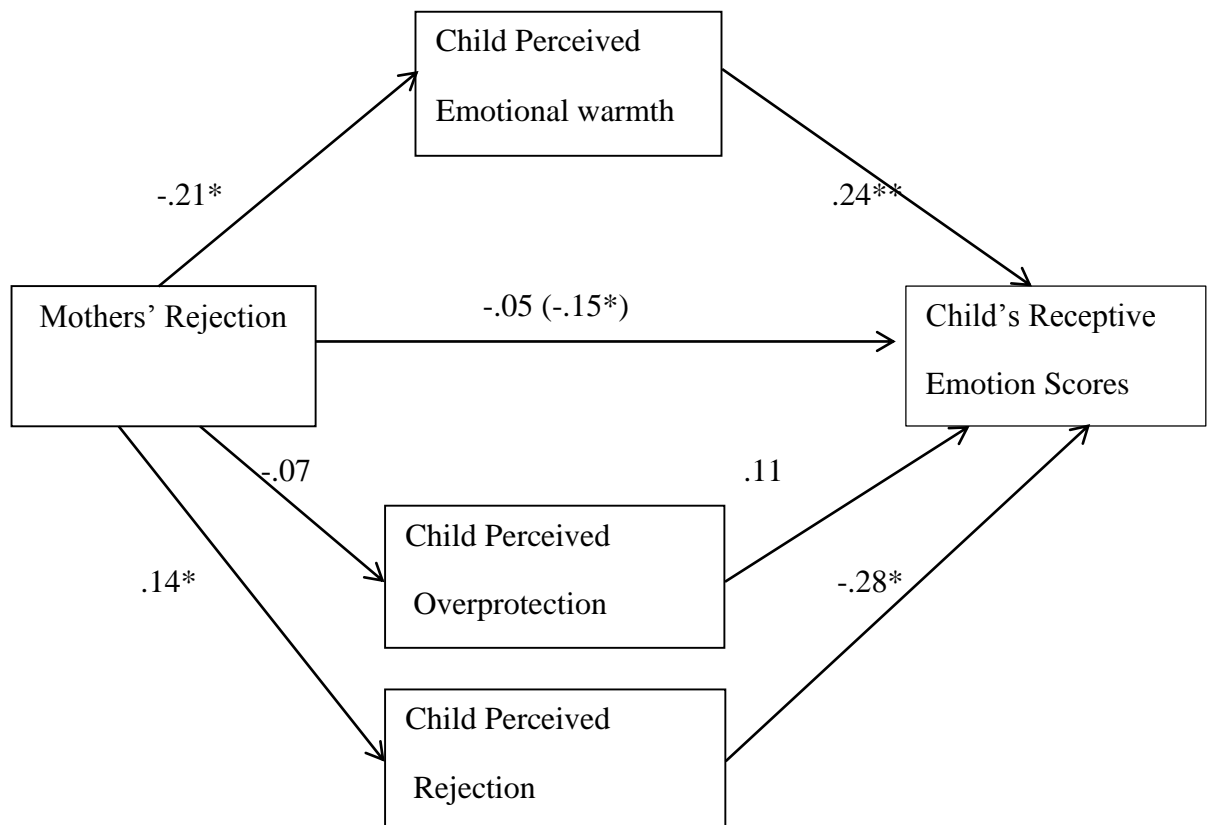 Child Perceived
Emotional warmth
-.21*
.24**
Mothers’ Rejection
-.05 (-.15*)
Child’s Receptive
Emotion Scores
-.07
.11
Child Perceived
Overprotection
.14*
-.28*
Child Perceived
Rejection